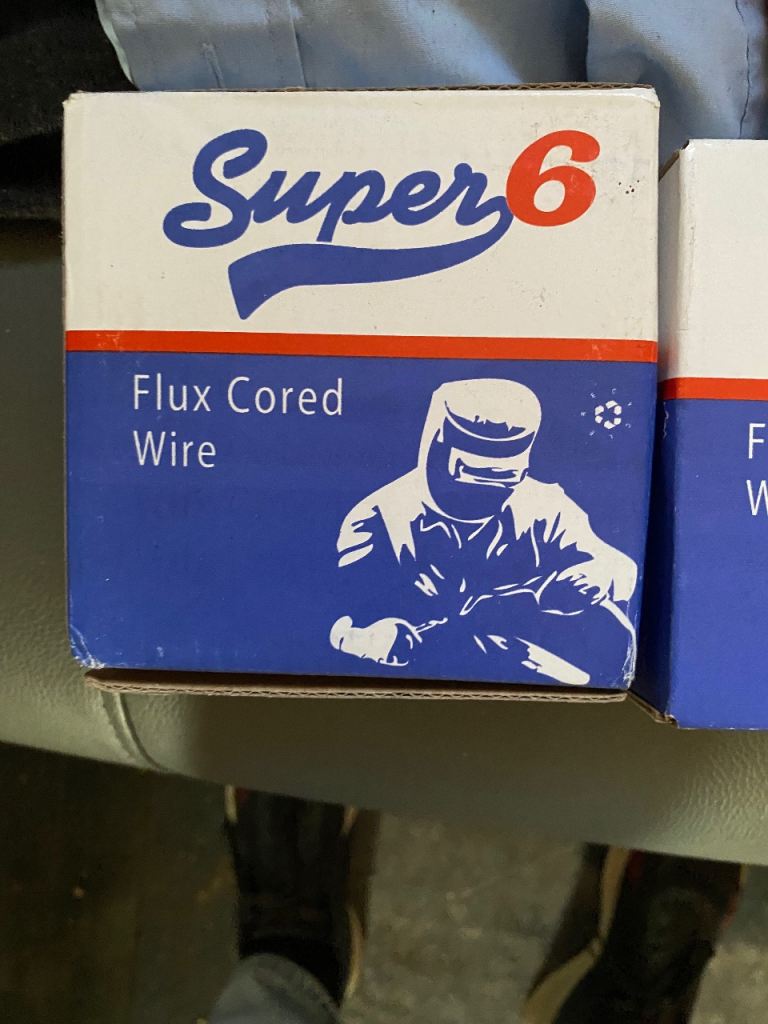 Super6
Flux Cored
Wire
F
W